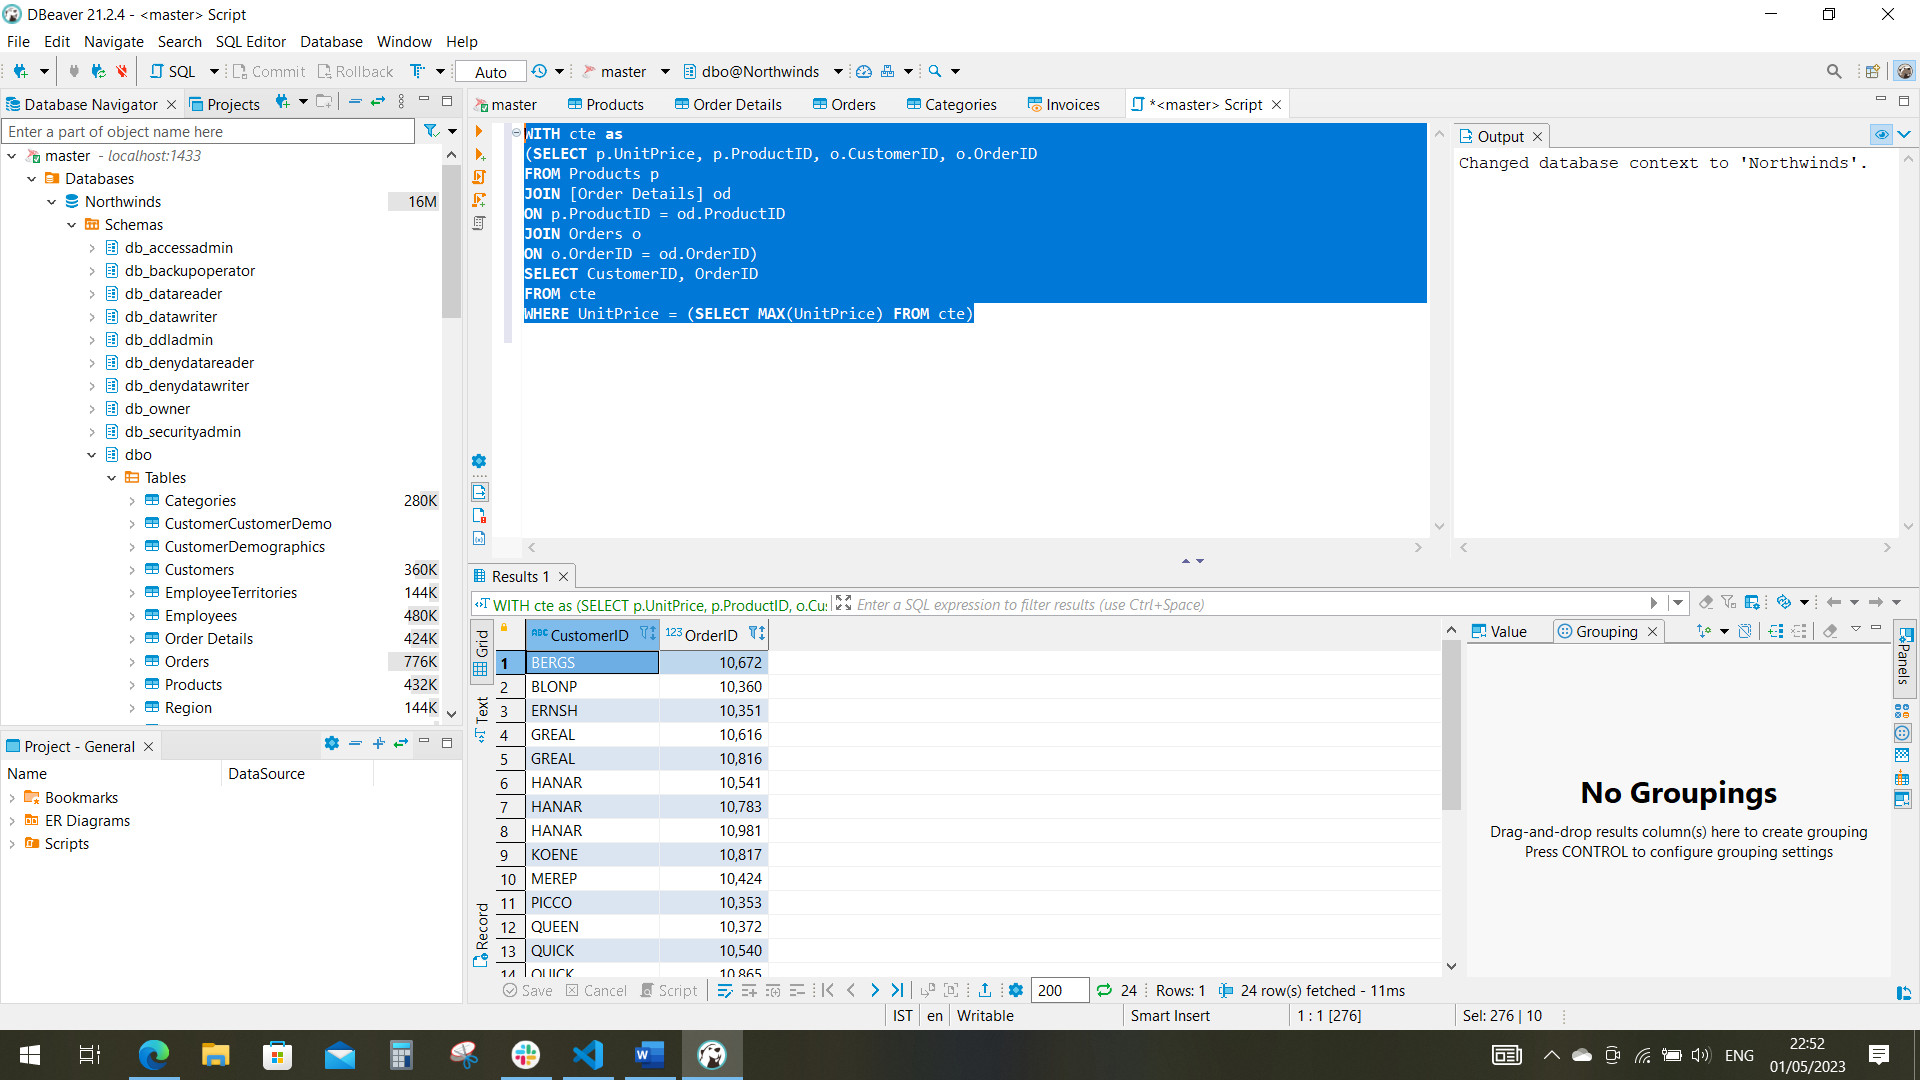 DBeaver 21.2.4 - <master> Script
File Edit Navigate Search SQL Editor Database Window Help
SQL Commit Rollback Auto master dbo@Northwinds
Database Navigator Projects
Enter a part of object name here
master - localhost:1433
Databases
Northwinds 16M
Schemas
db_accessadmin
db_backupoperator
db_datareader
db_datawriter
db_ddladmin
db_denydatareader
db_denydatawriter
db_owner
db_securityadmin
dbo
Tables
Categories 280K
CustomerCustomerDemo
CustomerDemographics
Customers 360K
EmployeeTerritories 144K
Employees 480K
Order Details 424K
Orders 776K
Products 432K
Region 144K
Project - General
Name DataSource
Bookmarks
ER Diagrams
Scripts
master Products Order Details Orders Categories Invoices *<master> Script
WITH cte as
(SELECT p.UnitPrice, p.ProductID, o.CustomerID, o.OrderID
FROM Products p
JOIN [Order Details] od
ON p.ProductID = od.ProductID
JOIN Orders o
ON o.OrderID = od.OrderID)
SELECT CustomerID, OrderID
FROM cte
WHERE UnitPrice = (SELECT MAX(UnitPrice) FROM cte)
Output
Changed database context to 'Northwinds'.
Results 1
WITH cte as (SELECT p.UnitPrice, p.ProductID, o.Cus Enter a SQL expression to filter results (use Ctrl+Space)
Grid
Text
Record
ABC CustomerID 123 OrderID
1 BERGS 10,672
2 BLONP 10,360
3 ERNSH 10,351
4 GREAL 10,616
5 GREAL 10,816
6 HANAR 10,541
7 HANAR 10,783
8 HANAR 10,981
9 KOENE 10,817
10 MEREP 10,424
11 PICCO 10,353
12 QUEEN 10,372
13 QUICK 10,540
14 QUICK 10,865
Value Grouping
Panels
No Groupings
Drag-and-drop results column(s) here to create grouping
Press CONTROL to configure grouping settings
Save Cancel Script 200 24 Rows: 1 24 row(s) fetched - 11ms
IST en Writable Smart Insert 1 : 1 [276] Sel: 276 | 10
ENG
22:52
01/05/2023